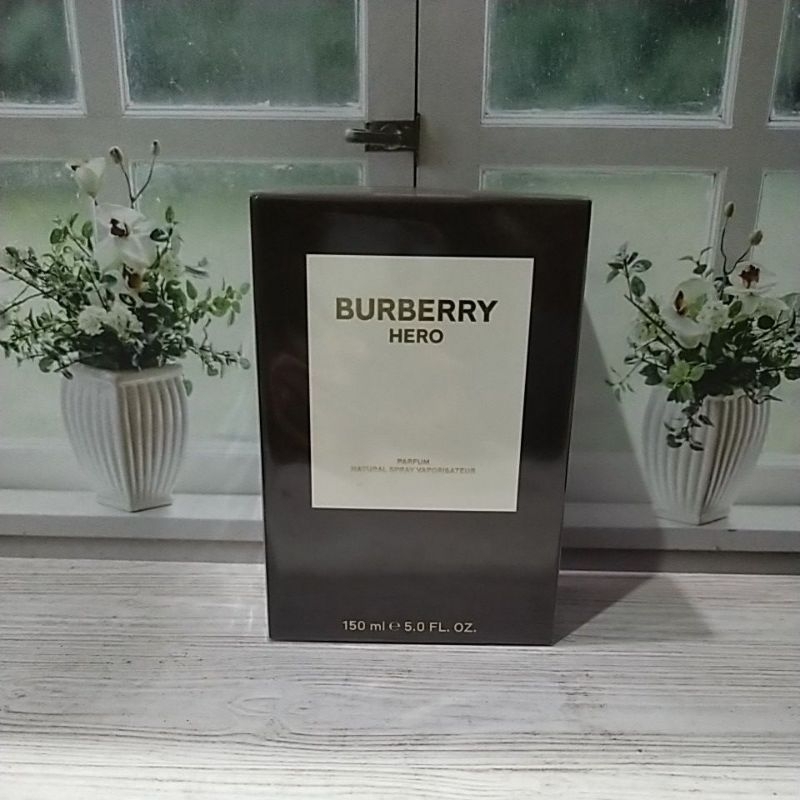 BURBERRY
HERO
PARFUM
NATURAL SPRAY VAPORISATEUR
150 ml ℮ 5.0 FL. OZ.